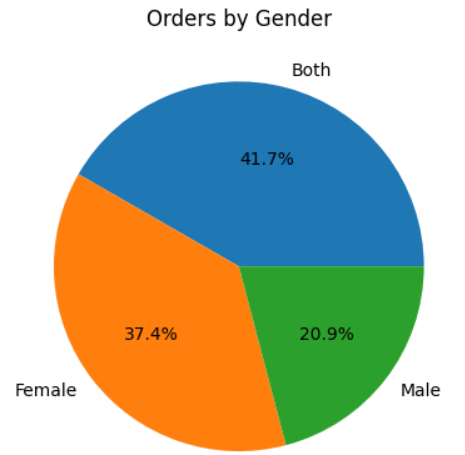 Orders by Gender
Both
41.7%
37.4%
20.9%
Female
Male